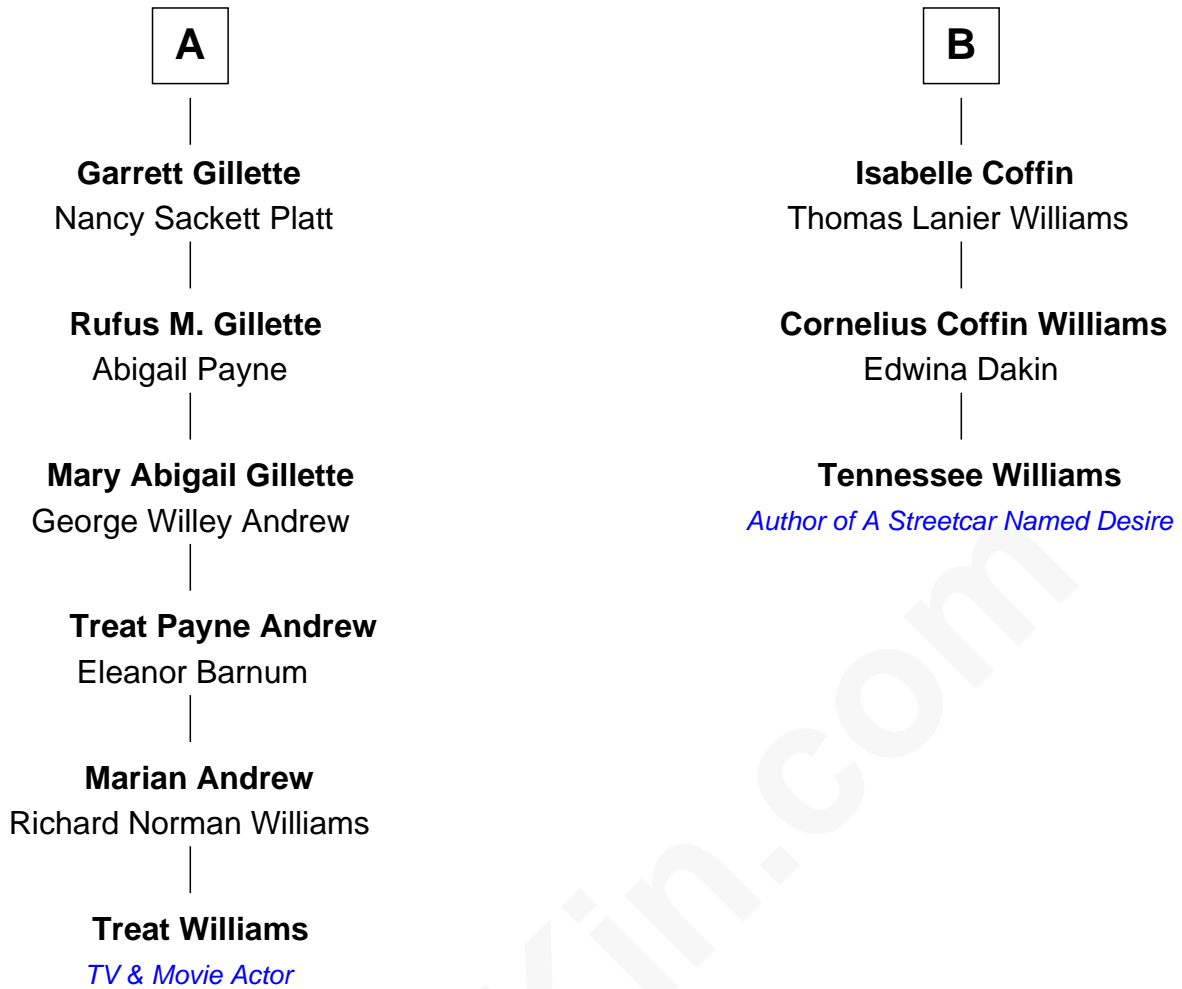 A
Garrett Gillette
Nancy Sackett Platt
Rufus M. Gillette
Abigail Payne
Mary Abigail Gillette
George Willey Andrew
Treat Payne Andrew
Eleanor Barnum
Marian Andrew
Richard Norman Williams
Treat Williams
TV & Movie Actor
B
Isabelle Coffin
Thomas Lanier Williams
Cornelius Coffin Williams
Edwina Dakin
Tennessee Williams
Author of A Streetcar Named Desire
Kin.com